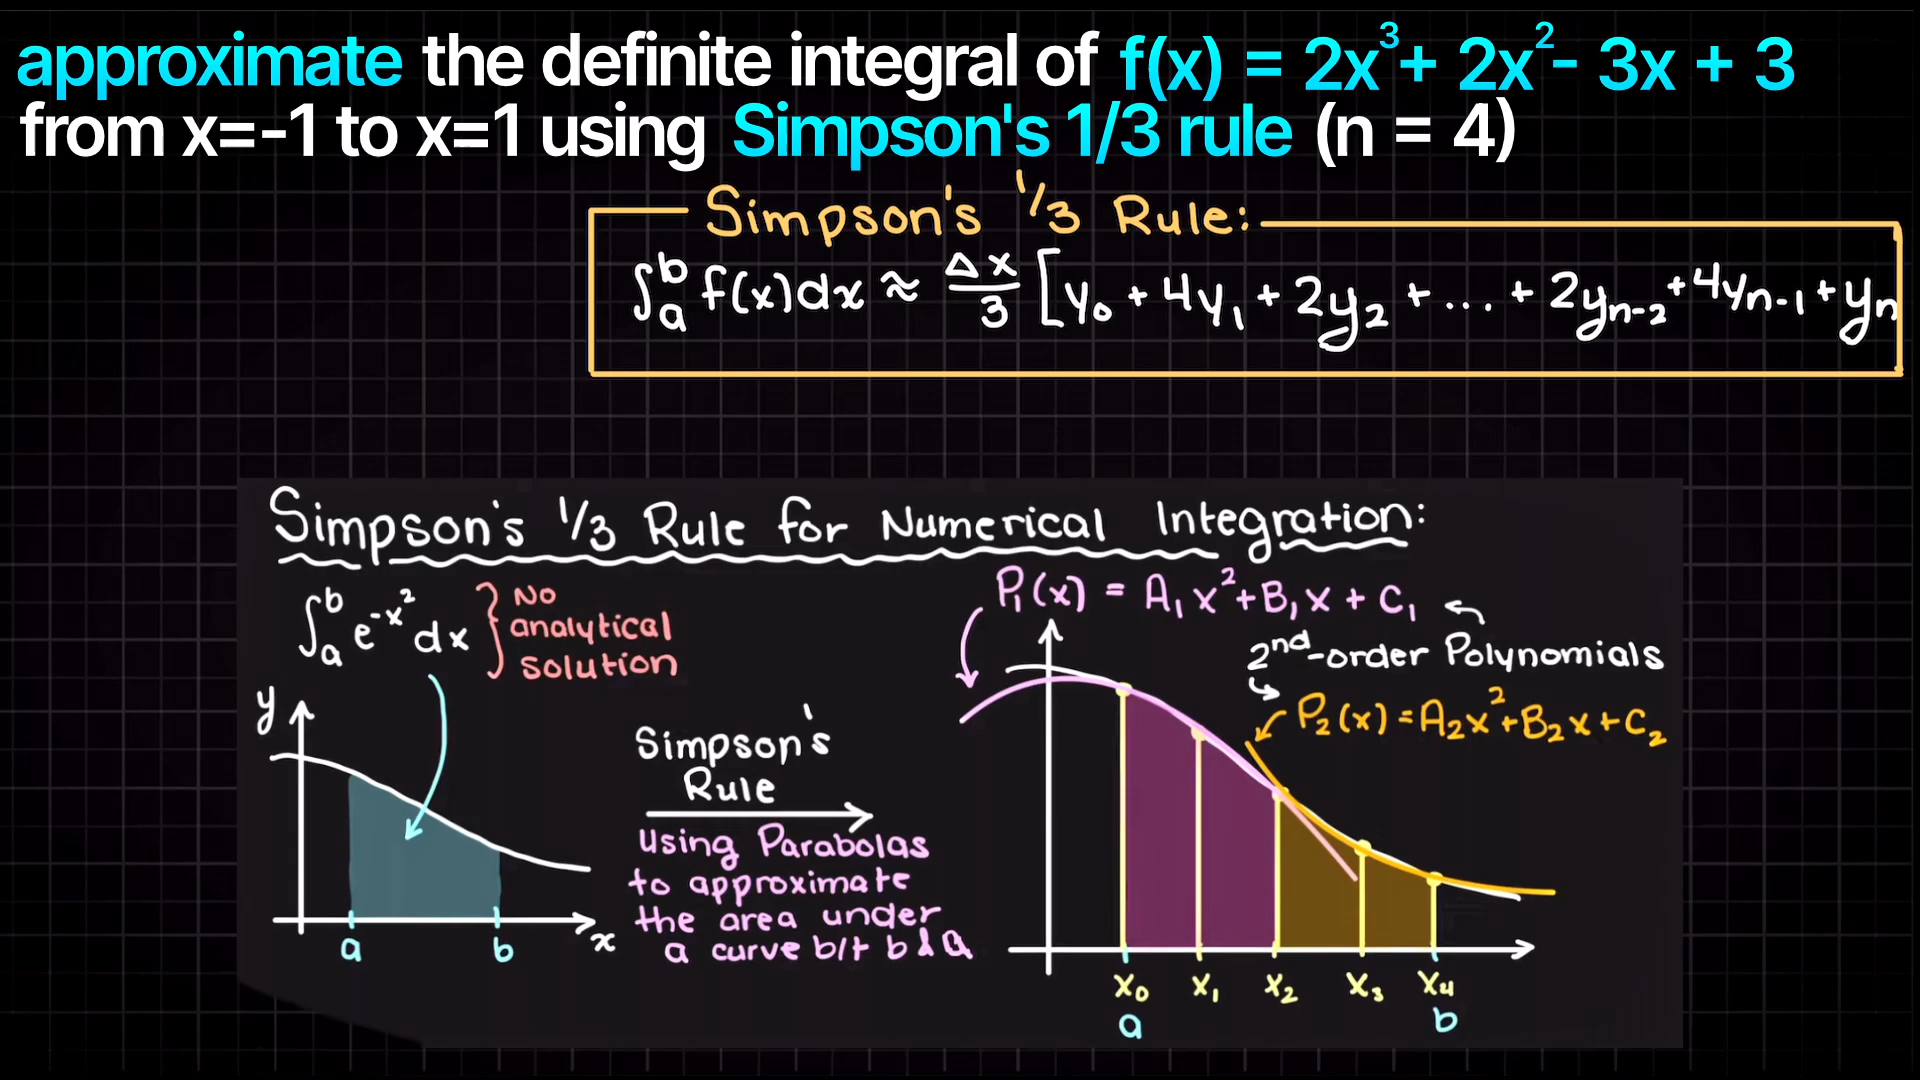 approximate the definite integral of f(x) = 2x³+ 2x²- 3x + 3
from x=-1 to x=1 using Simpson's 1/3 rule (n = 4)
Simpson's 1/3 Rule:
∫ₐᵇ f(x)dx ≈ Δx/3 [y₀ + 4y₁ + 2y₂ + ... + 2yₙ₋₂ + 4yₙ₋₁ + yₙ
Simpson's 1/3 Rule for Numerical Integration:
∫ₐᵇ e^-x² dx } No
analytical
solution
y
a b x
Simpson's
Rule
using Parabolas
to approximate
the area under
a curve b/t b & a
P₁(x) = A₁x²+B₁x + C₁
2nd-order Polynomials
P₂(x) = A₂x²+B₂x + C₂
x₀ x₁ x₂ x₃ x₄
a b